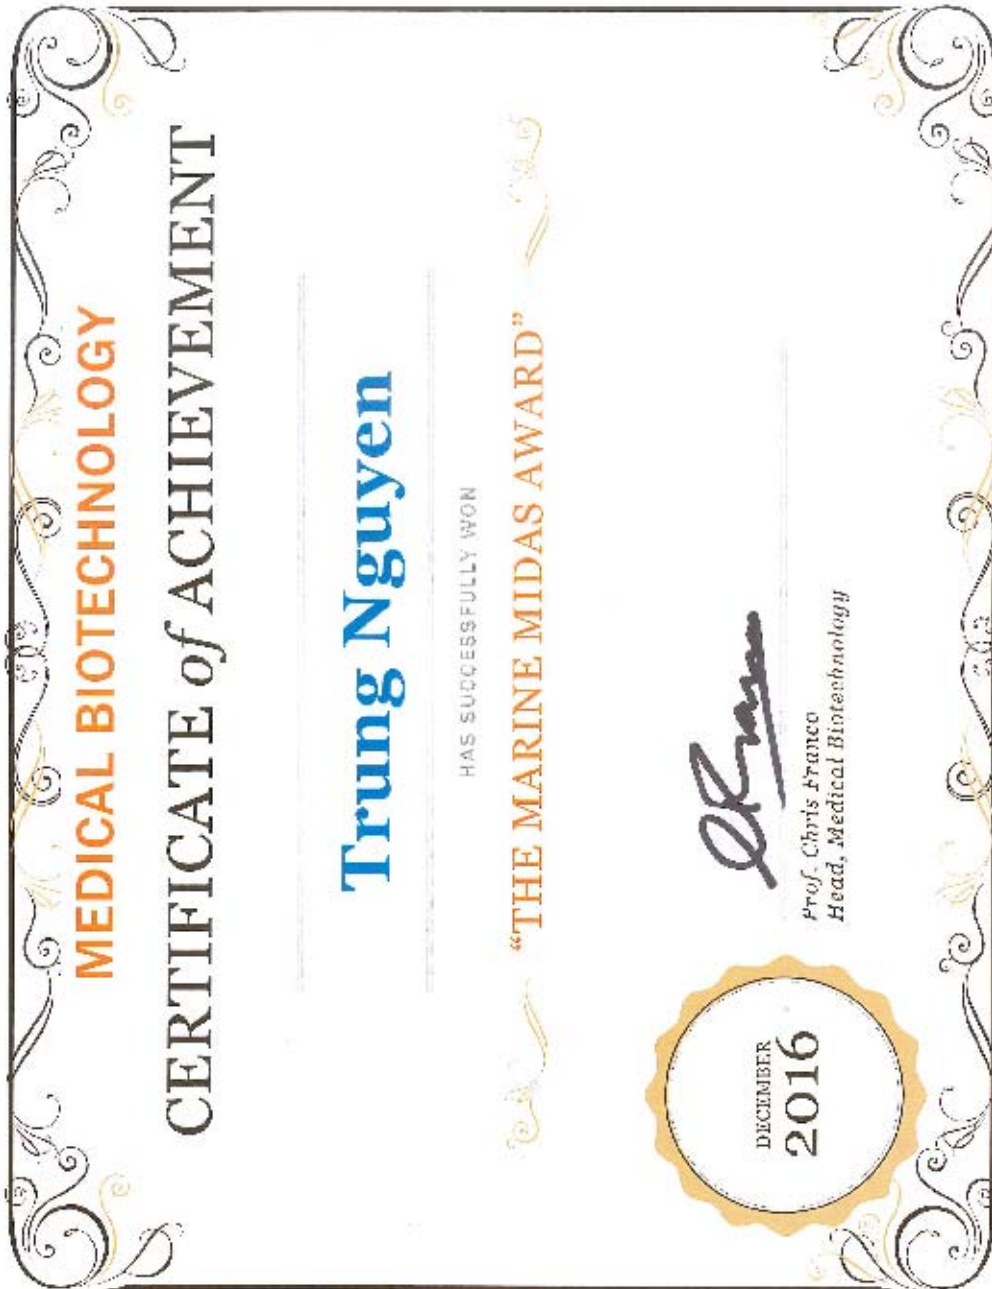 MEDICAL BIOTECHNOLOGY
CERTIFICATE of ACHIEVEMENT
Trung Nguyen
HAS SUCCESSFULLY WON
“THE MARINE MIDAS AWARD”
DECEMBER
2016
Prof. Chris Franco
Head, Medical Biotechnology